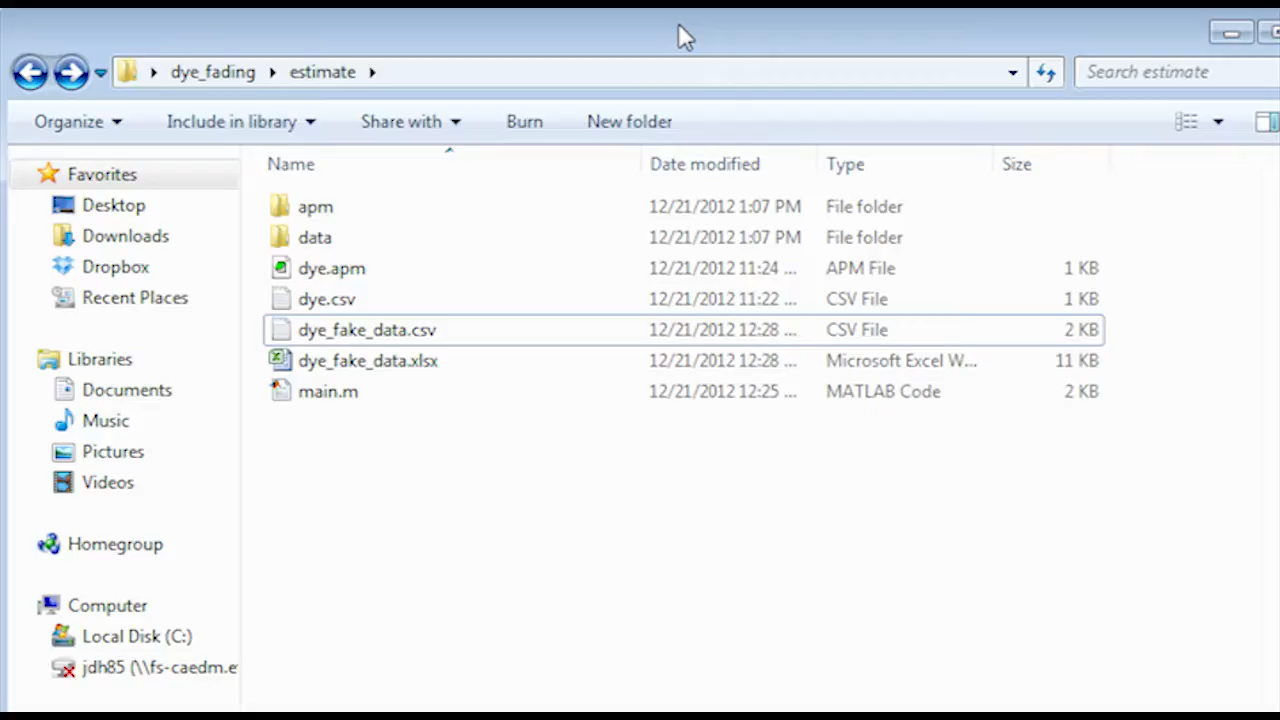 dye_fading estimate Search estimate
Organize Include in library Share with Burn New folder
Name Date modified Type Size
Favorites
Desktop
Downloads
Dropbox
Recent Places
Libraries
Documents
Music
Pictures
Videos
Homegroup
Computer
Local Disk (C:)
jdh85 (\\fs-caedm.e
apm 12/21/2012 1:07 PM File folder
data 12/21/2012 1:07 PM File folder
dye.apm 12/21/2012 11:24 ... APM File 1 KB
dye.csv 12/21/2012 11:22 ... CSV File 1 KB
dye_fake_data.csv 12/21/2012 12:28 ... CSV File 2 KB
dye_fake_data.xlsx 12/21/2012 12:28 ... Microsoft Excel W... 11 KB
main.m 12/21/2012 12:25 ... MATLAB Code 2 KB